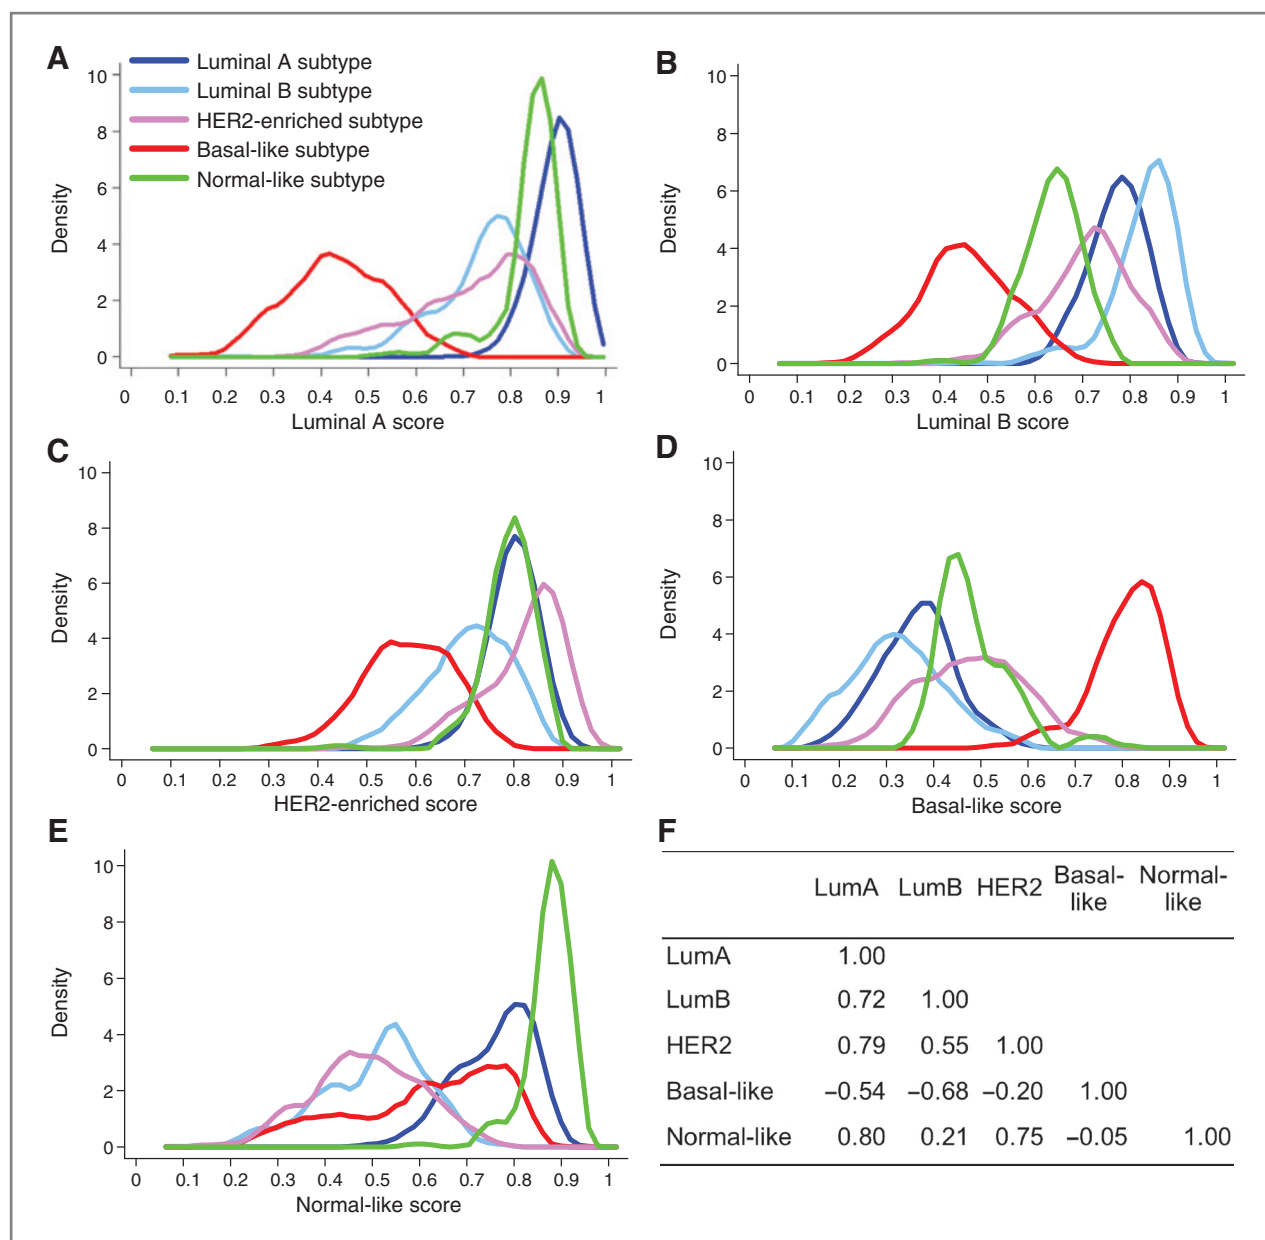 A
Luminal A subtype
Luminal B subtype
HER2-enriched subtype
Basal-like subtype
Normal-like subtype
Density
10
8
6
4
2
0
0 0.1 0.2 0.3 0.4 0.5 0.6 0.7 0.8 0.9 1
Luminal A score
B
Density
10
8
6
4
2
0
0 0.1 0.2 0.3 0.4 0.5 0.6 0.7 0.8 0.9 1
Luminal B score
C
Density
10
8
6
4
2
0
0 0.1 0.2 0.3 0.4 0.5 0.6 0.7 0.8 0.9 1
HER2-enriched score
D
Density
10
8
6
4
2
0
0 0.1 0.2 0.3 0.4 0.5 0.6 0.7 0.8 0.9 1
Basal-like score
E
Density
10
8
6
4
2
0
0 0.1 0.2 0.3 0.4 0.5 0.6 0.7 0.8 0.9 1
Normal-like score
F
LumA LumB HER2 Basal-like Normal-like
LumA 1.00
LumB 0.72 1.00
HER2 0.79 0.55 1.00
Basal-like −0.54 −0.68 −0.20 1.00
Normal-like 0.80 0.21 0.75 −0.05 1.00